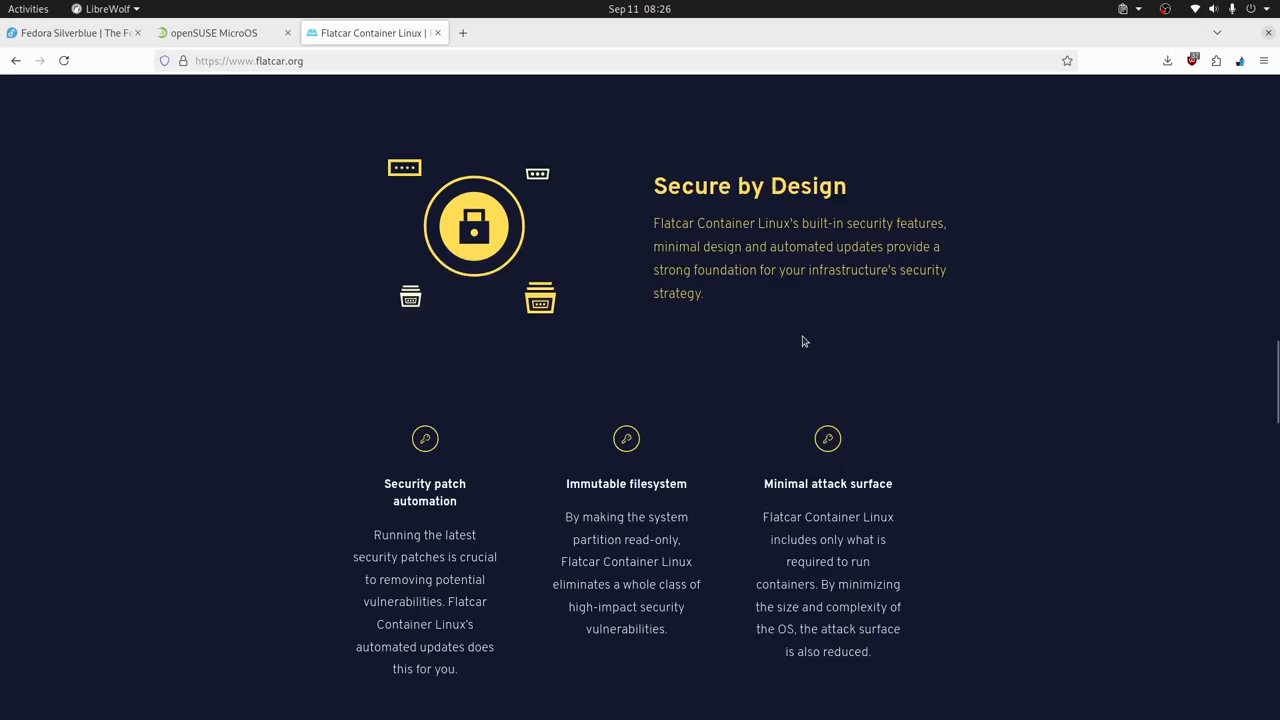 Activities
LibreWolf
Sep 11 08:26
Fedora Silverblue | The Fe
openSUSE MicroOS
Flatcar Container Linux |
https://www.flatcar.org
37
Secure by Design
Flatcar Container Linux's built-in security features,
minimal design and automated updates provide a
strong foundation for your infrastructure's security
strategy.
Security patch
automation
Running the latest
security patches is crucial
to removing potential
vulnerabilities. Flatcar
Container Linux's
automated updates does
this for you.
Immutable filesystem
By making the system
partition read-only,
Flatcar Container Linux
eliminates a whole class of
high-impact security
vulnerabilities.
Minimal attack surface
Flatcar Container Linux
includes only what is
required to run
containers. By minimizing
the size and complexity of
the OS, the attack surface
is also reduced.